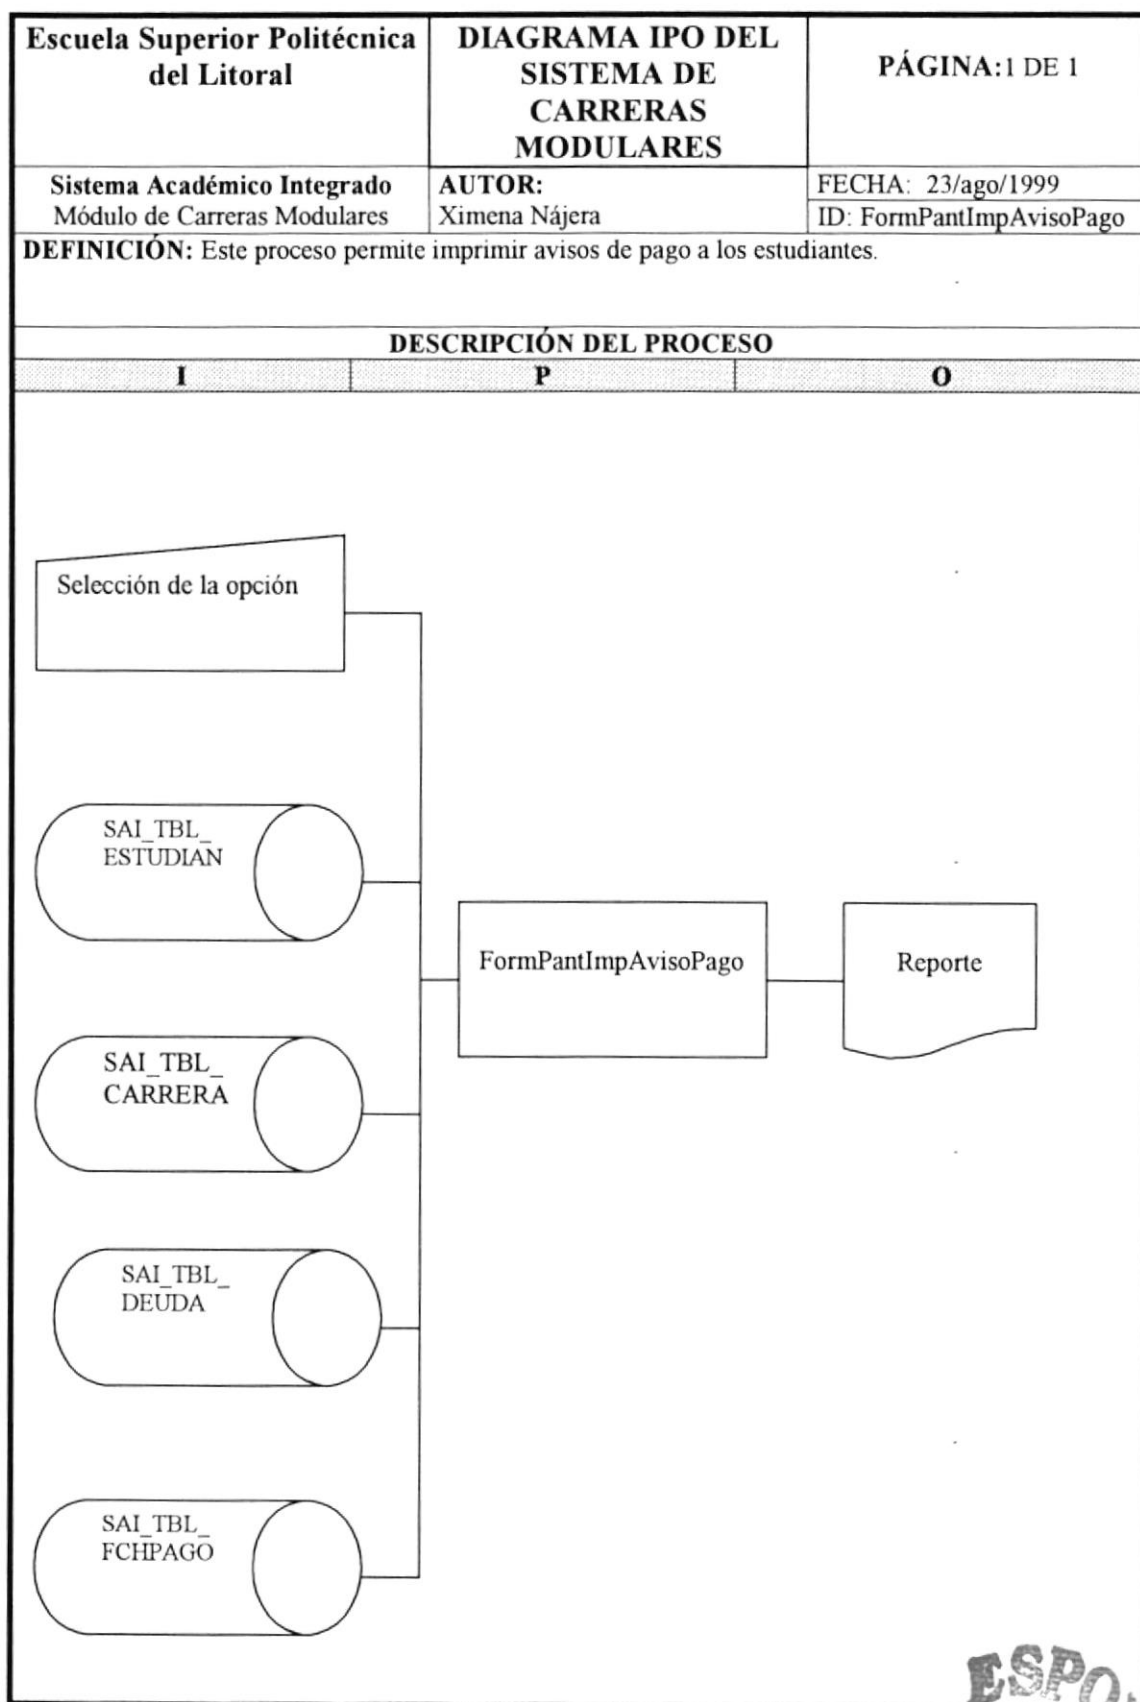 Escuela Superior Politécnica
del Litoral
DIAGRAMA IPO DEL
SISTEMA DE
CARRERAS
MODULARES
PÁGINA:1 DE 1
Sistema Académico Integrado
Módulo de Carreras Modulares
AUTOR:
Ximena Nájera
FECHA: 23/ago/1999
ID: FormPantImpAvisoPago
DEFINICIÓN: Este proceso permite imprimir avisos de pago a los estudiantes.
DESCRIPCIÓN DEL PROCESO
I P O
Selección de la opción
SAI_TBL_
ESTUDIAN
SAI_TBL_
CARRERA
SAI_TBL_
DEUDA
SAI_TBL_
FCHPAGO
FormPantImpAvisoPago
Reporte
ESPO